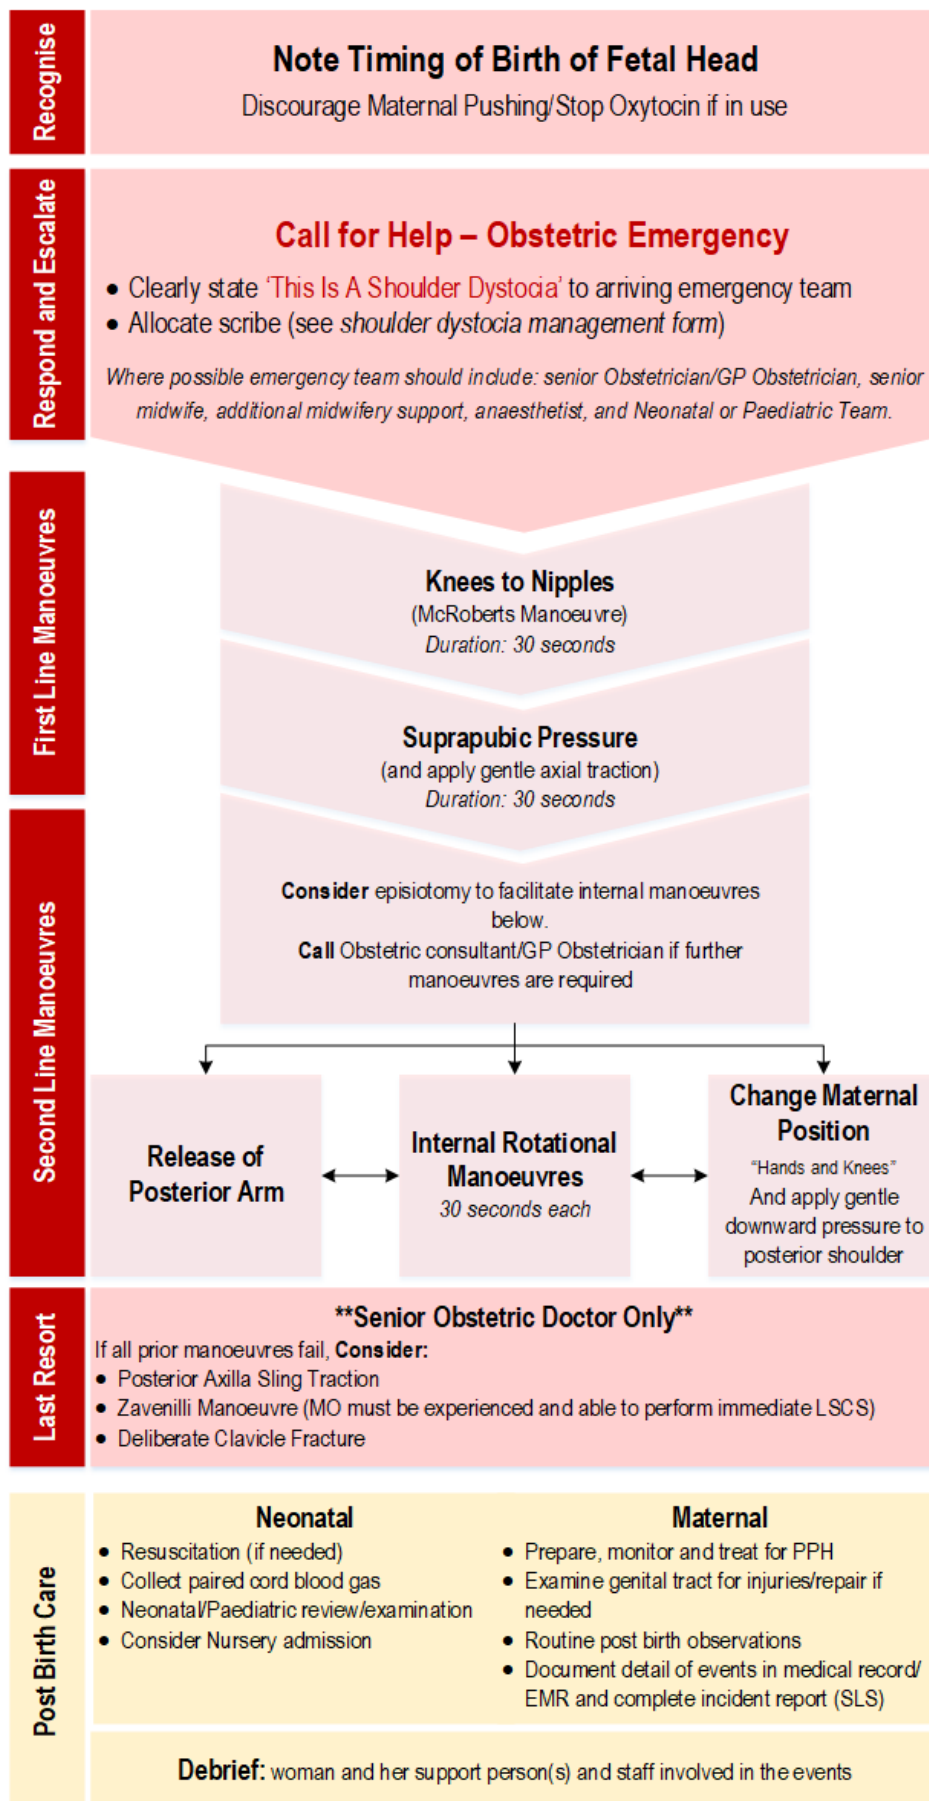 Recognise
Note Timing of Birth of Fetal Head
Discourage Maternal Pushing/Stop Oxytocin if in use
Respond and Escalate
Call for Help – Obstetric Emergency
• Clearly state ‘This Is A Shoulder Dystocia’ to arriving emergency team
• Allocate scribe (see shoulder dystocia management form)
Where possible emergency team should include: senior Obstetrician/GP Obstetrician, senior
midwife, additional midwifery support, anaesthetist, and Neonatal or Paediatric Team.
First Line Manoeuvres
Knees to Nipples
(McRoberts Manoeuvre)
Duration: 30 seconds
Suprapubic Pressure
(and apply gentle axial traction)
Duration: 30 seconds
Second Line Manoeuvres
Consider episiotomy to facilitate internal manoeuvres
below.
Call Obstetric consultant/GP Obstetrician if further
manoeuvres are required
Release of
Posterior Arm
Internal Rotational
Manoeuvres
30 seconds each
Change Maternal
Position
“Hands and Knees”
And apply gentle
downward pressure to
posterior shoulder
Last Resort
**Senior Obstetric Doctor Only**
If all prior manoeuvres fail, Consider:
• Posterior Axilla Sling Traction
• Zavenilli Manoeuvre (MO must be experienced and able to perform immediate LSCS)
• Deliberate Clavicle Fracture
Post Birth Care
Neonatal
• Resuscitation (if needed)
• Collect paired cord blood gas
• Neonatal/Paediatric review/examination
• Consider Nursery admission
Maternal
• Prepare, monitor and treat for PPH
• Examine genital tract for injuries/repair if
needed
• Routine post birth observations
• Document detail of events in medical record/
EMR and complete incident report (SLS)
Debrief: woman and her support person(s) and staff involved in the events